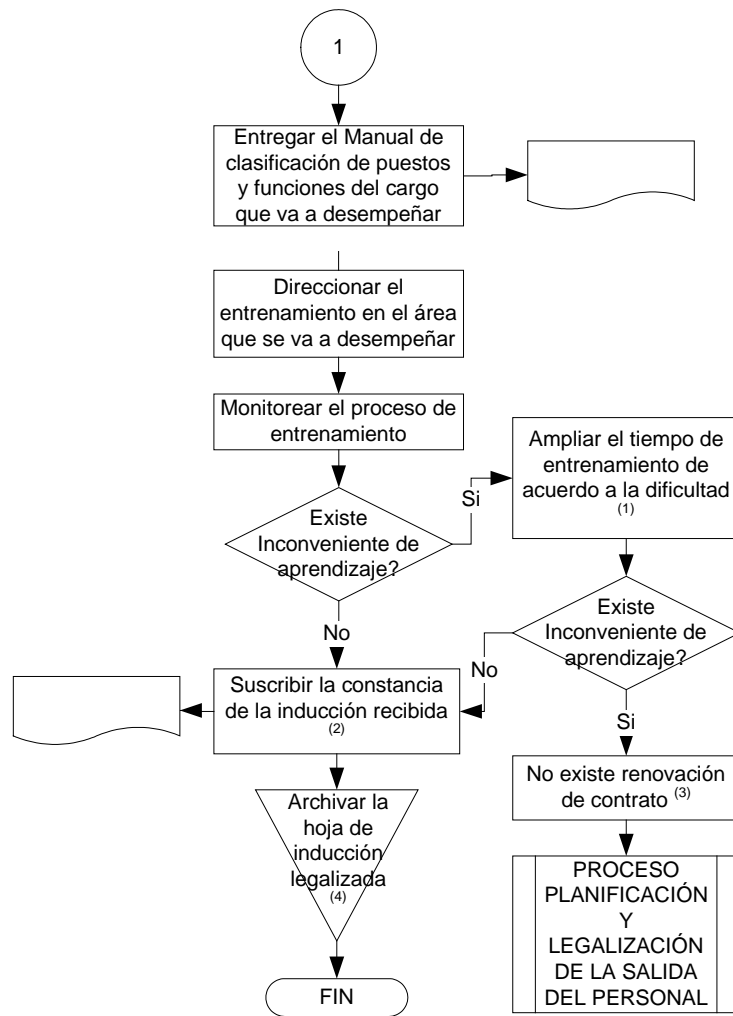 1
Entregar el Manual de
clasificación de puestos
y funciones del cargo
que va a desempeñar
Direccionar el
entrenamiento en el área
que se va a desempeñar
Monitorear el proceso de
entrenamiento
Ampliar el tiempo de
entrenamiento de
acuerdo a la dificultad
(1)
Si
Existe
Inconveniente de
aprendizaje?
No
Existe
Inconveniente de
aprendizaje?
No
Si
Suscribir la constancia
de la inducción recibida
(2)
No existe renovación
de contrato (3)
Archivar la
hoja de
inducción
legalizada
(4)
PROCESO
PLANIFICACIÓN
Y
LEGALIZACIÓN
DE LA SALIDA
DEL PERSONAL
FIN